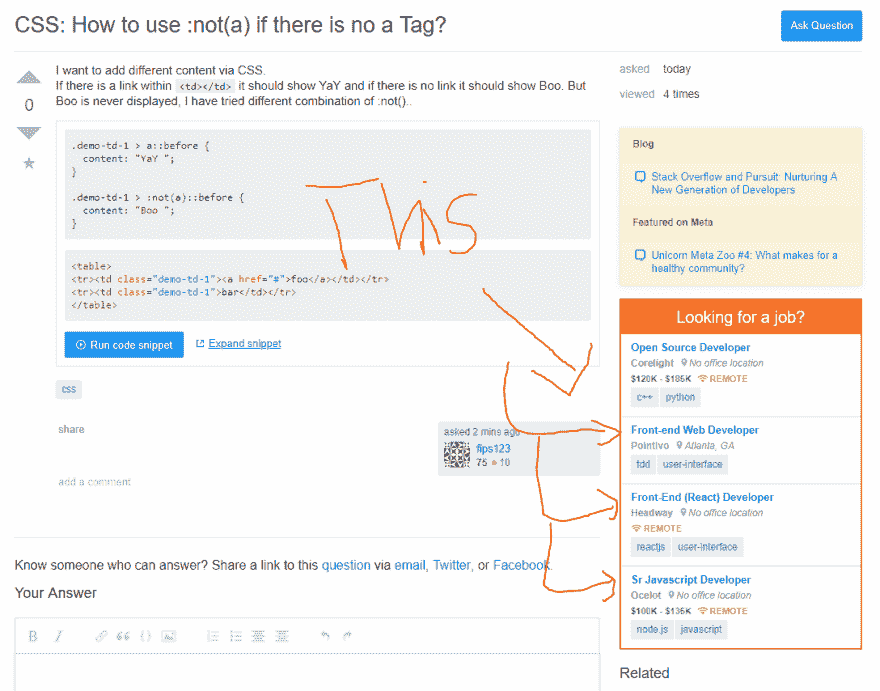 CSS: How to use :not(a) if there is no a Tag?
Ask Question
I want to add different content via CSS.
If there is a link within <td></td> it should show YaY and if there is no link it should show Boo. But
Boo is never displayed, I have tried different combination of :not()..
0
.demo-td-1 > a::before {
content: "YaY ";
}
.demo-td-1 > :not(a)::before {
content: "Boo ";
}
This
<table>
<tr><td class="demo-td-1"><a href="#">foo</a></td></tr>
<tr><td class="demo-td-1">bar</td></tr>
</table>
Run code snippet
Expand snippet
css
share
asked 2 mins ago
fips123
75 10
add a comment
Know someone who can answer? Share a link to this question via email, Twitter, or Facebook.
Your Answer
B I
asked today
viewed 4 times
Blog
Stack Overflow and Pursuit: Nurturing A
New Generation of Developers
Featured on Meta
Unicorn Meta Zoo #4: What makes for a
healthy community?
Looking for a job?
Open Source Developer
Corelight No office location
$120K - $185K REMOTE
c++ python
Front-end Web Developer
Pointivo Atlanta, GA
tdd user-interface
Front-End (React) Developer
Headway No office location
REMOTE
reactjs user-interface
Sr Javascript Developer
Ocelot No office location
$100K - $135K REMOTE
node.js javascript
Related